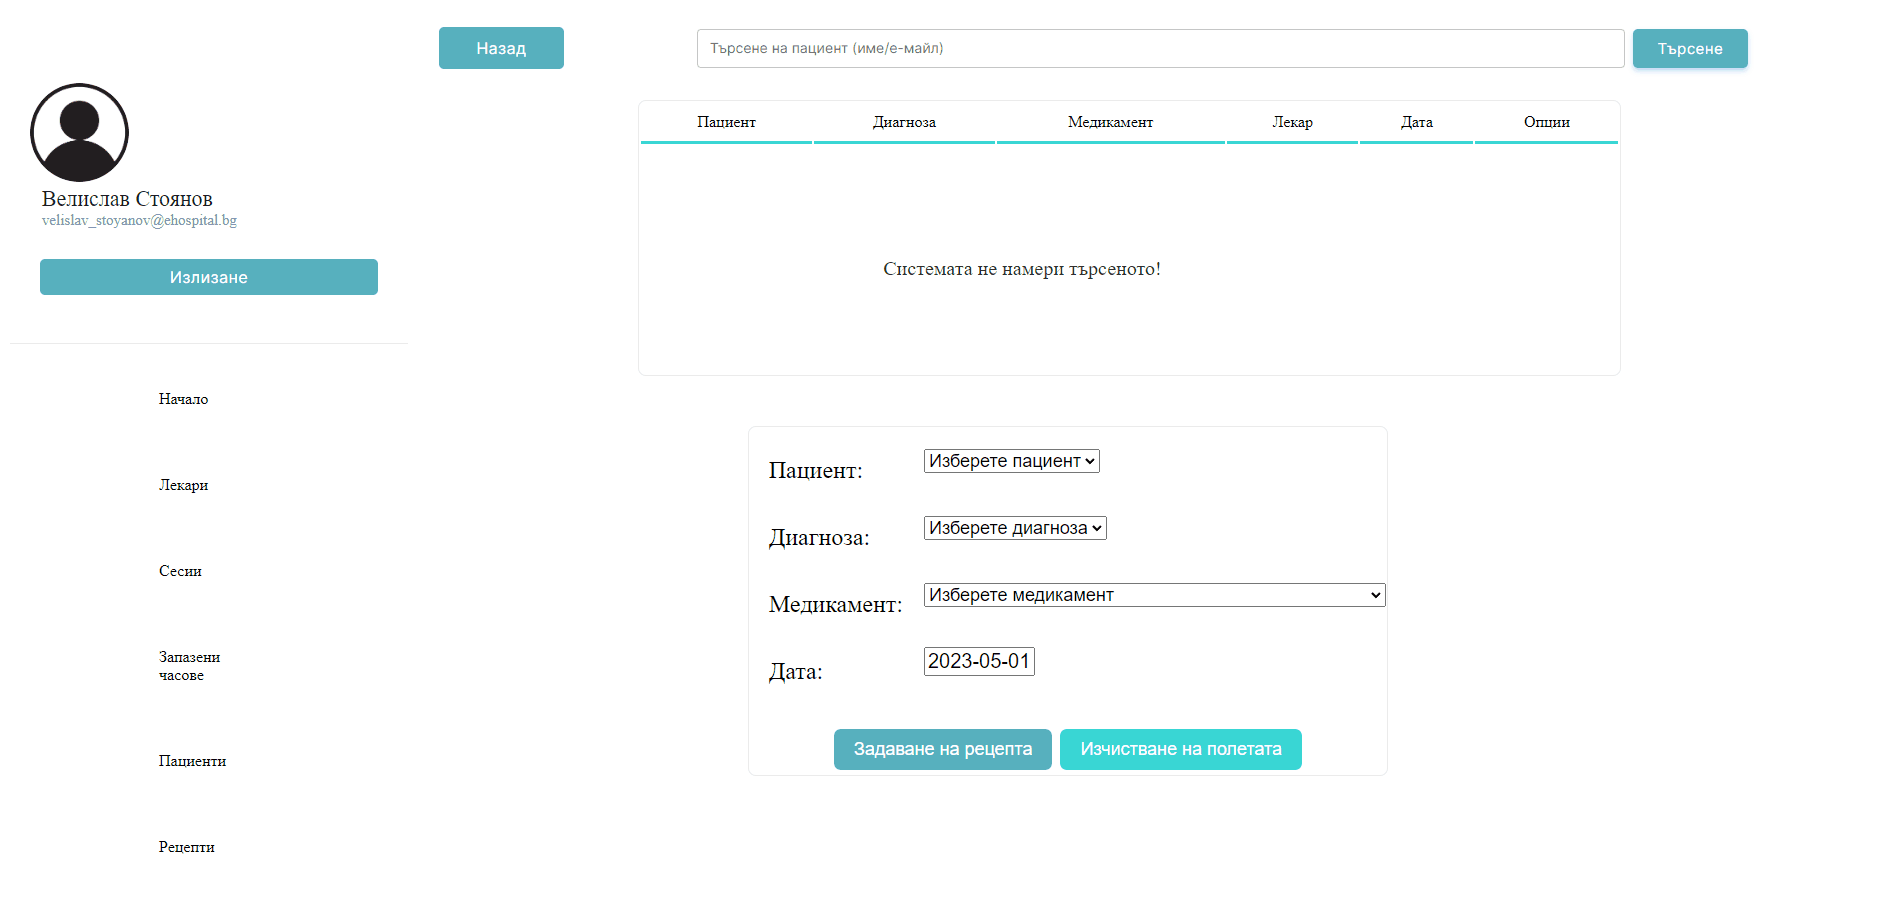 Назад
Търсене на пациент (име/е-майл)
Търсене
Велислав Стоянов
velislav_stoyanov@ehospital.bg
Излизане
Начало
Лекари
Сесии
Запазени
часове
Пациенти
Рецепти
Пациент Диагноза Медикамент Лекар Дата Опции
Системата не намери търсеното!
Пациент: Изберете пациент
Диагноза: Изберете диагноза
Медикамент: Изберете медикамент
Дата: 2023-05-01
Задаване на рецепта Изчистване на полетата